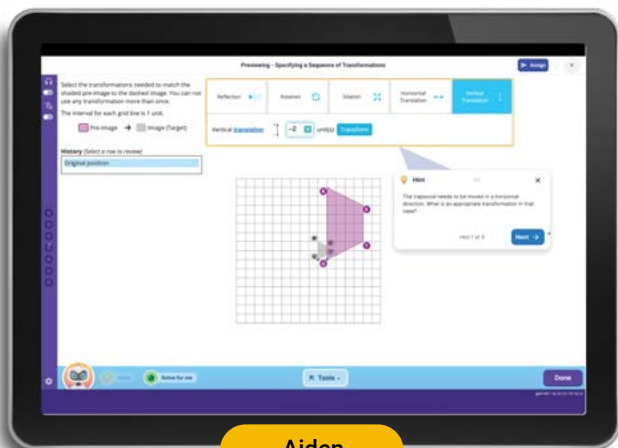 Previewing - Specifying a Sequence of Transformations
Assign
Select the transformations needed to match the
shaded pre-image to the dashed image. You can not
use any transformation more than once.
The interval for each grid line is 1 unit.
Pre-image → Image (Target)
History (Select a row to review)
Original position
Reflection
Rotation
Dilation
Horizontal
Translation
Vertical
Translation
Vertical translation
-2
unit(s)
Transform
Hint
The trapezoid needs to be moved in a horizontal
direction. What is an appropriate transformation in that
case?
Hint 1 of 3
Next →
Solve for me
Tools
Done
Aiden